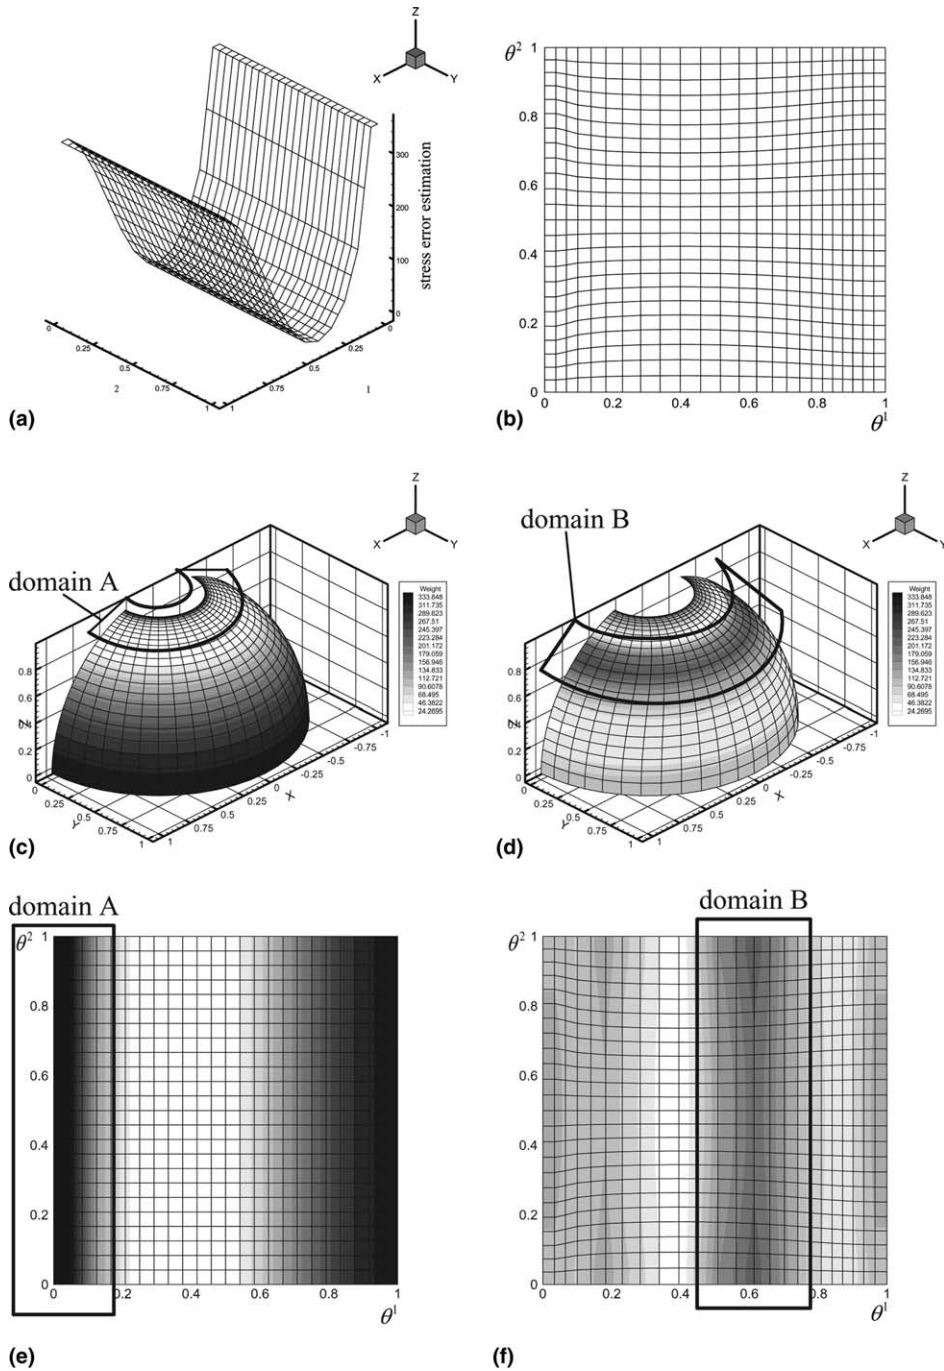 Z
X
Y
300
200
100
0
stress error estimation
0
0.25
0.5
0.75
1
2
0
0.25
0.5
0.75
1
1
(a)
θ² 1
0.8
0.6
0.4
0.2
0
0 0.2 0.4 0.6 0.8 1
θ¹
(b)
Z
X
Y
domain A
Weight
333.848
311.735
289.623
267.51
245.397
223.284
201.172
179.059
156.946
134.833
112.721
90.6078
68.495
46.3822
24.2695
0.8
0.6
0.4
0.2
0
Z
0
0.25
0.5
0.75
1
Y
-1
-0.75
-0.5
-0.25
0
0.25
0.5
0.75
1
X
(c)
Z
X
Y
domain B
Weight
333.848
311.735
289.623
267.51
245.397
223.284
201.172
179.059
156.946
134.833
112.721
90.6078
68.495
46.3822
24.2695
0.8
0.6
0.4
0.2
0
Z
0
0.25
0.5
0.75
1
Y
-1
-0.75
-0.5
-0.25
0
0.25
0.5
0.75
1
X
(d)
domain A
θ² 1
0.8
0.6
0.4
0.2
0
0 0.2 0.4 0.6 0.8 1
θ¹
(e)
domain B
θ² 1
0.8
0.6
0.4
0.2
0
0 0.2 0.4 0.6 0.8 1
θ¹
(f)